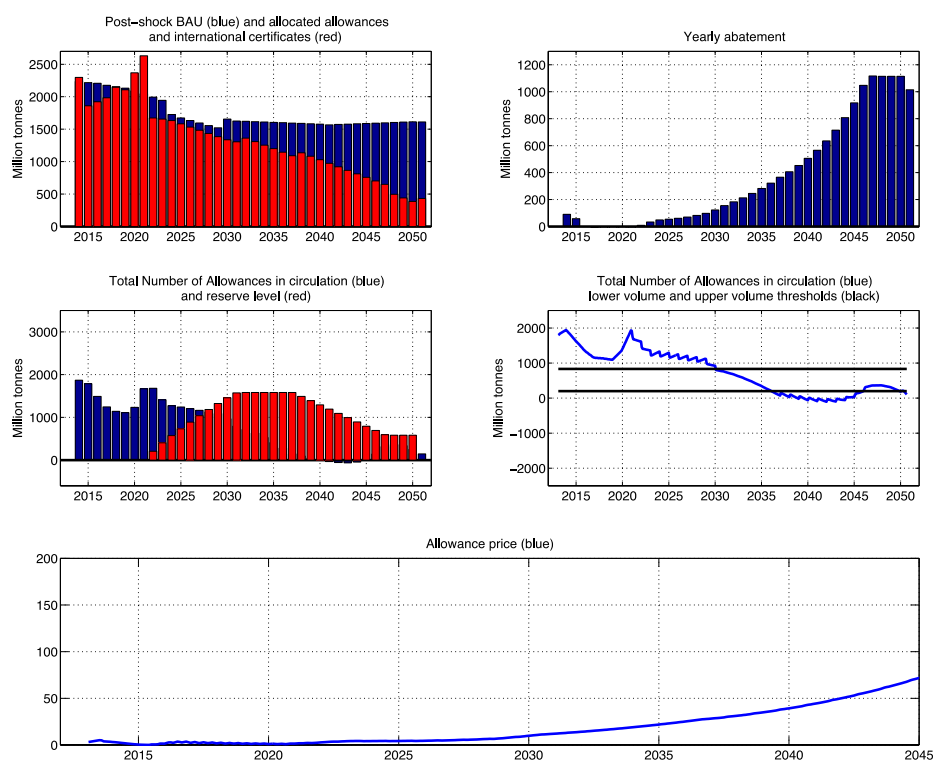 Post−shock BAU (blue) and allocated allowances
and international certificates (red)
Million tonnes
2500
2000
1500
1000
500
0
2015 2020 2025 2030 2035 2040 2045 2050
Yearly abatement
Million tonnes
1200
1000
800
600
400
200
0
2015 2020 2025 2030 2035 2040 2045 2050
Total Number of Allowances in circulation (blue)
and reserve level (red)
Million tonnes
3000
2000
1000
0
2015 2020 2025 2030 2035 2040 2045 2050
Total Number of Allowances in circulation (blue)
lower volume and upper volume thresholds (black)
Million tonnes
2000
1000
0
−1000
−2000
2015 2020 2025 2030 2035 2040 2045 2050
Allowance price (blue)
200
150
100
50
0
2015 2020 2025 2030 2035 2040 2045